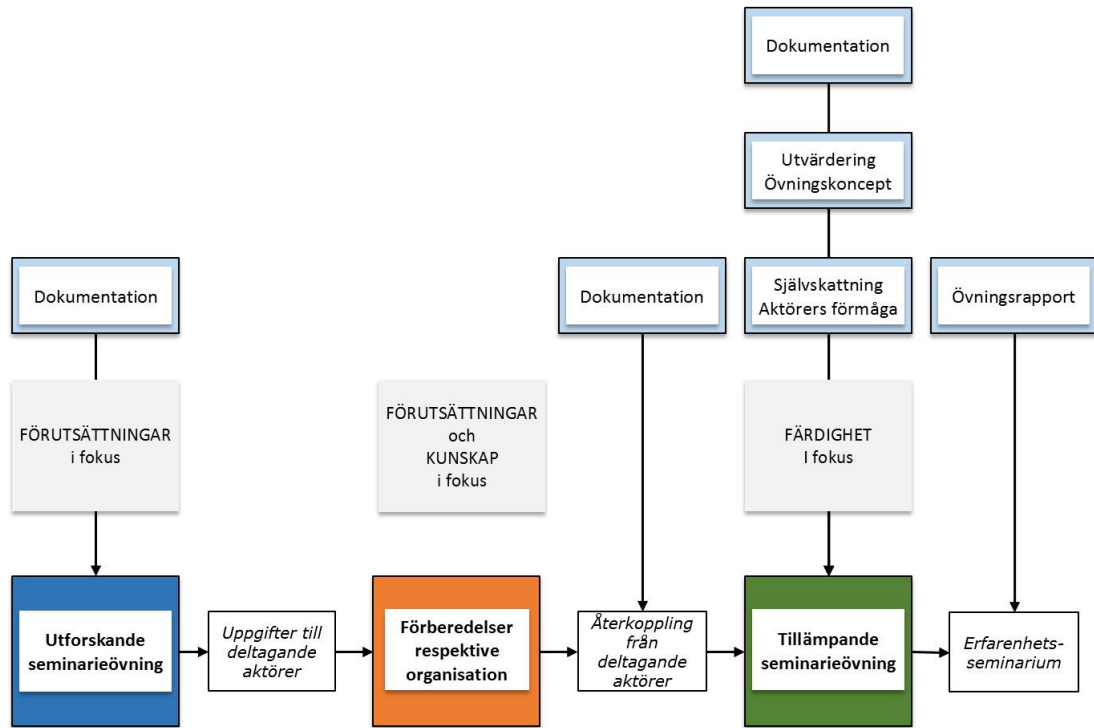 Dokumentation
Utvärdering
Övningskoncept
Dokumentation
Dokumentation
Självskattning
Aktörers förmåga
Övningsrapport
FÖRUTSÄTTNINGAR
i fokus
FÖRUTSÄTTNINGAR
och
KUNSKAP
i fokus
FÄRDIGHET
I fokus
Utforskande
seminarieövning
Uppgifter till
deltagande
aktörer
Förberedelser
respektive
organisation
Återkoppling
från
deltagande
aktörer
Tillämpande
seminarieövning
Erfarenhets-
seminarium